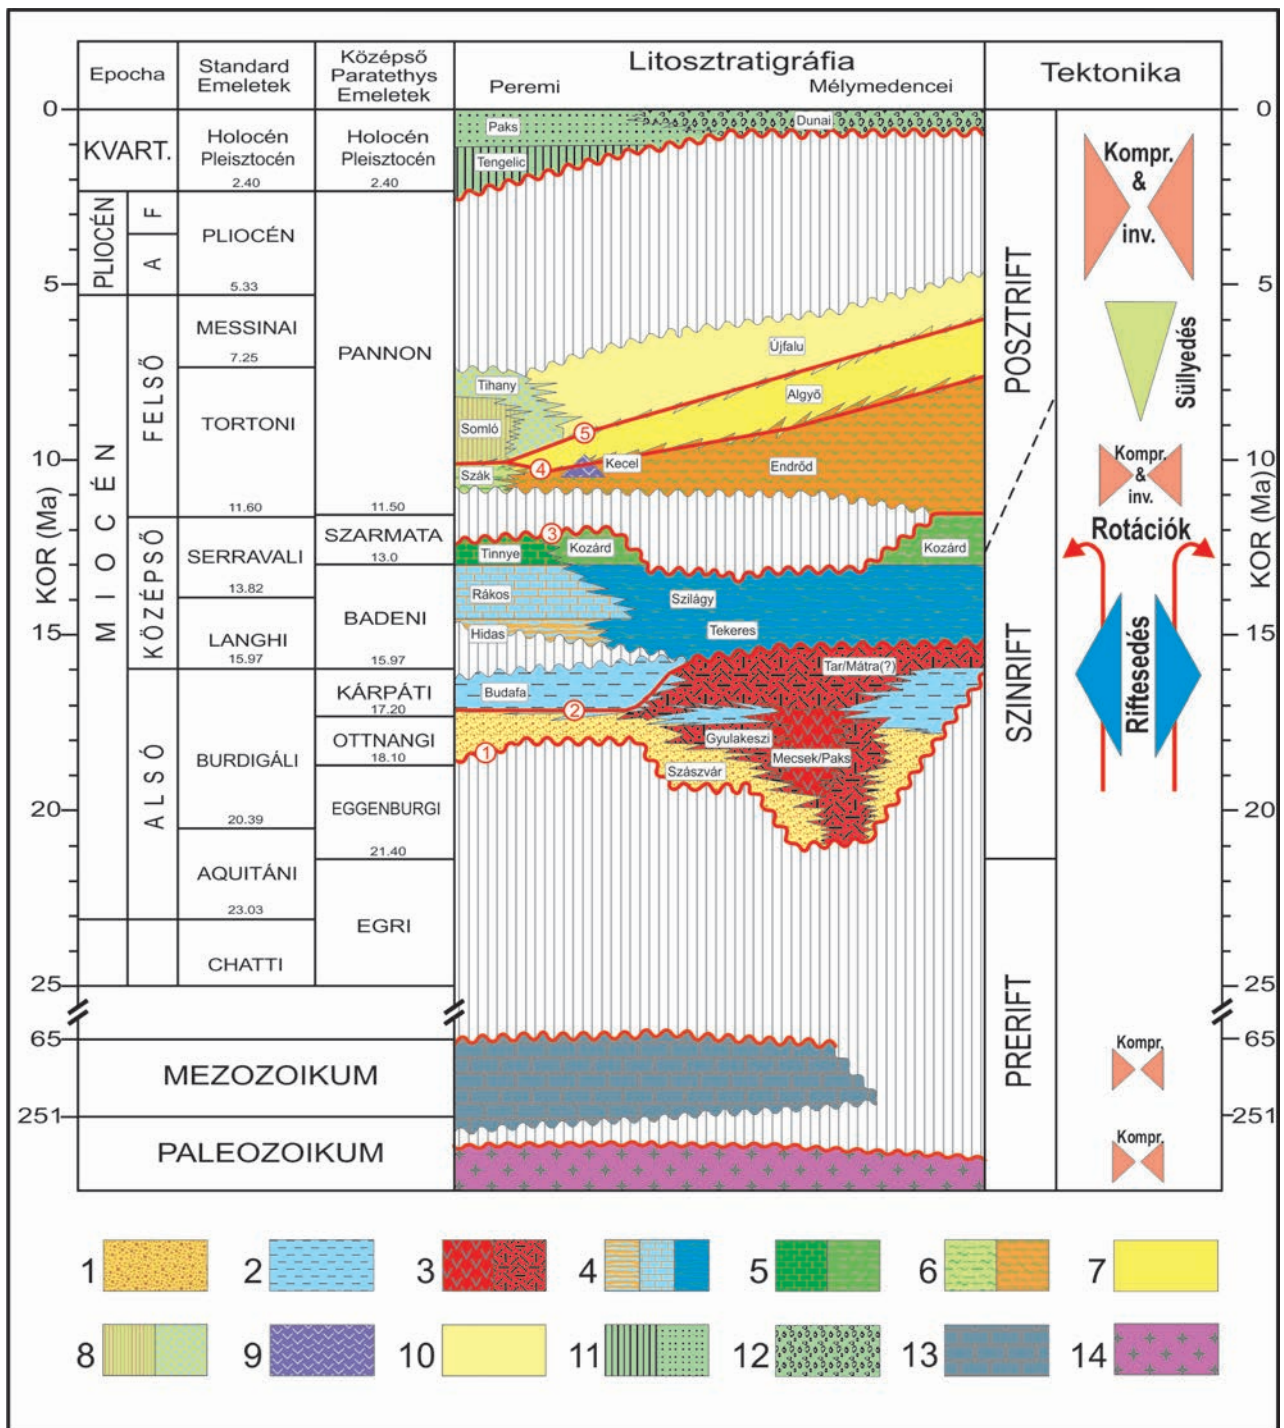 Epocha
Standard
Emeletek
Középső
Paratethys
Emeletek
Litosztratigráfia
Peremi
Mélymedencei
Tektonika
0
5
10
15
20
25
65
251
KOR (Ma)
KVART.
PLIOCÉN
F
A
MIOCÉN
FELSŐ
KÖZÉPSŐ
ALSÓ
Holocén
Pleisztocén
2.40
PLIOCÉN
5.33
MESSINAI
7.25
TORTONI
11.60
SERRAVALI
13.82
LANGHI
15.97
BURDIGÁLI
20.39
AQUITÁNI
23.03
CHATTI
Holocén
Pleisztocén
2.40
PANNON
11.50
SZARMATA
13.0
BADENI
15.97
KÁRPÁTI
17.20
OTTNANGI
18.10
EGGENBURGI
21.40
EGRI
MEZOZOIKUM
PALEOZOIKUM
Paks
Dunai
Tengelic
Újfalu
Tihany
Algyő
Somló
5
Kecel
4
Szák
Endrőd
3
Tinnye
Kozárd
Kozárd
Rákos
Szilágy
Hidas
Tekeres
Tar/Mátra(?)
Budafa
2
Gyulakeszi
1
Mecsek/Paks
Szászvár
POSZTRIFT
SZINRIFT
PRERIFT
Kompr.
&
inv.
Süllyedés
Kompr.
&
inv.
Rotációk
Riftesedés
Kompr.
Kompr.
0
5
10
15
20
25
65
251
KOR (Ma)
1
2
3
4
5
6
7
8
9
10
11
12
13
14